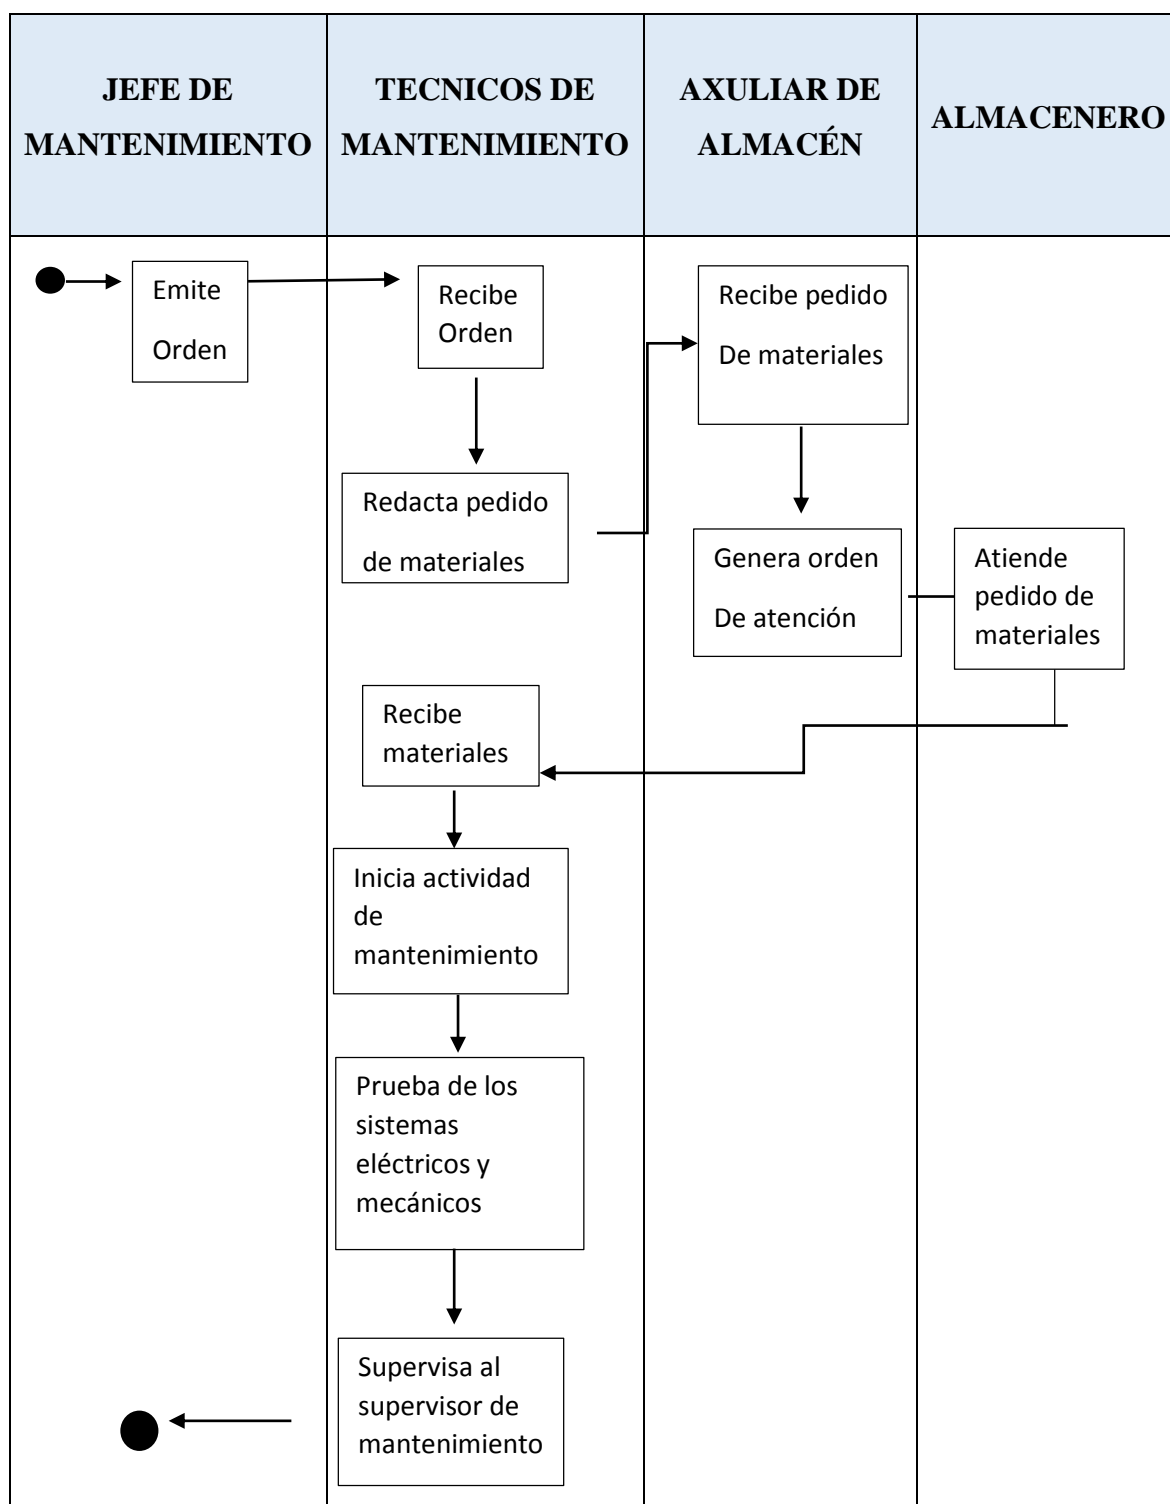 JEFE DE
MANTENIMIENTO
TECNICOS DE
MANTENIMIENTO
AXULIAR DE
ALMACÉN
ALMACENERO
Emite
Orden
Recibe
Orden
Recibe pedido
De materiales
Redacta pedido
de materiales
Genera orden
De atención
Atiende
pedido de
materiales
Recibe
materiales
Inicia actividad
de
mantenimiento
Prueba de los
sistemas
eléctricos y
mecánicos
Supervisa al
supervisor de
mantenimiento